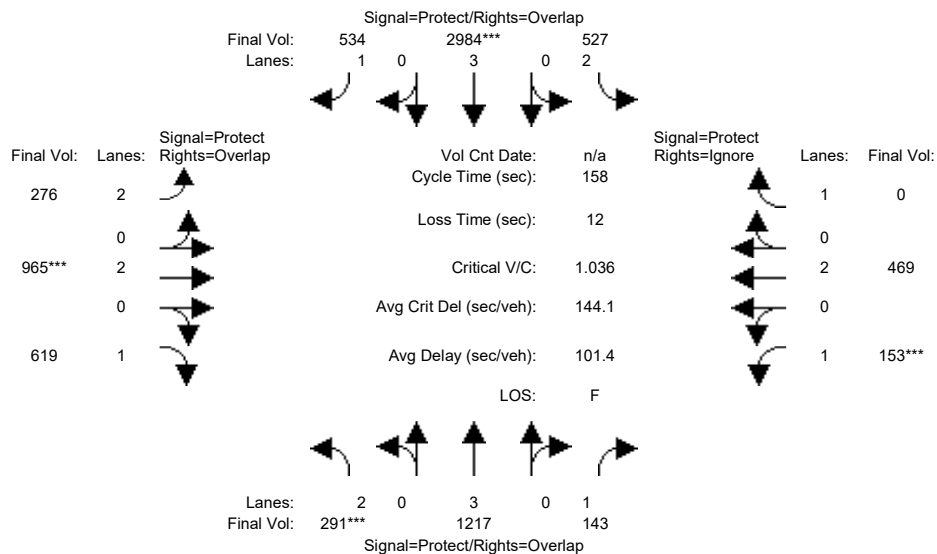 Signal=Protect/Rights=Overlap
Final Vol: 534 2984*** 527
Lanes: 1 0 3 0 2
Signal=Protect
Rights=Overlap
Final Vol: Lanes:
Vol Cnt Date: n/a
Signal=Protect
Rights=Ignore
Lanes: Final Vol:
Cycle Time (sec): 158
276 2
1 0
Loss Time (sec): 12
0
0
965*** 2
Critical V/C: 1.036
2 469
0
Avg Crit Del (sec/veh): 144.1
0
619 1
Avg Delay (sec/veh): 101.4
1 153***
LOS: F
Lanes: 2 0 3 0 1
Final Vol: 291*** 1217 143
Signal=Protect/Rights=Overlap